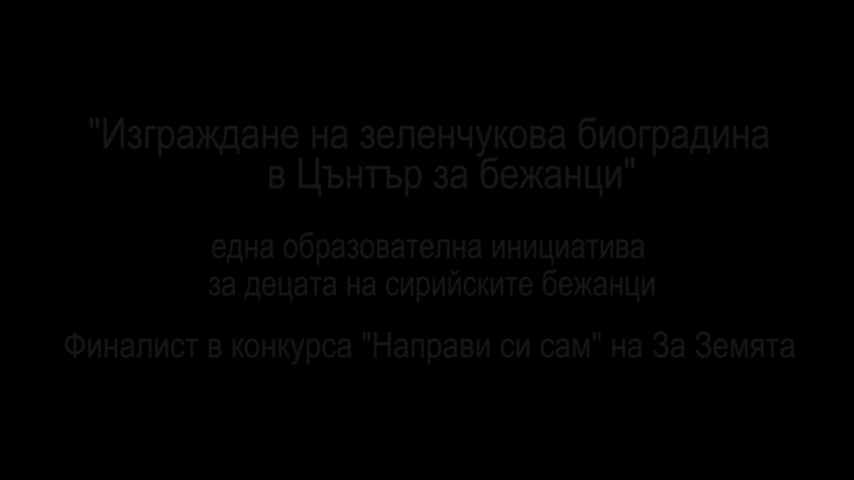 "Изграждане на зеленчукова биоградина
в Цънтър за бежанци"
една образователна инициатива
за децата на сирийските бежанци
Финалист в конкурса "Направи си сам" на За Земята